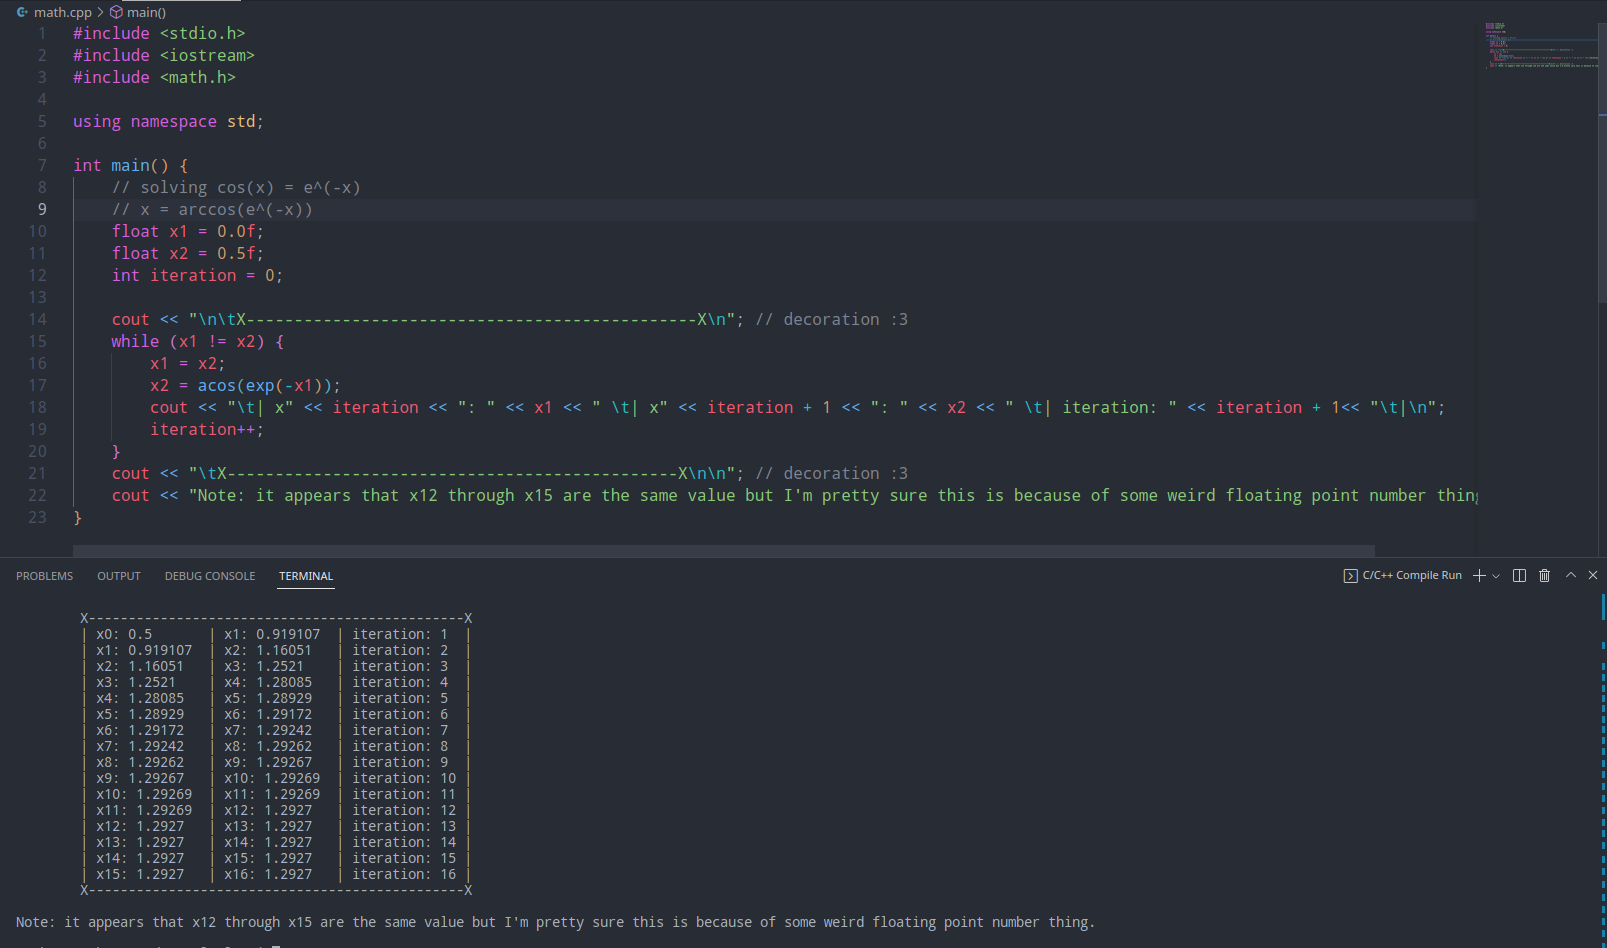 math.cpp > main()
1 #include <stdio.h>
2 #include <iostream>
3 #include <math.h>
4
5 using namespace std;
6
7 int main() {
8 // solving cos(x) = e^(-x)
9 // x = arccos(e^(-x))
10 float x1 = 0.0f;
11 float x2 = 0.5f;
12 int iteration = 0;
13
14 cout << "\n\tX-----------------------------------------------X\n"; // decoration :3
15 while (x1 != x2) {
16 x1 = x2;
17 x2 = acos(exp(-x1));
18 cout << "\t| x" << iteration << ": " << x1 << " \t| x" << iteration + 1 << ": " << x2 << " \t| iteration: " << iteration + 1<< "\t|\n";
19 iteration++;
20 }
21 cout << "\tX-----------------------------------------------X\n\n"; // decoration :3
22 cout << "Note: it appears that x12 through x15 are the same value but I'm pretty sure this is because of some weird floating point number thing
23 }
PROBLEMS OUTPUT DEBUG CONSOLE TERMINAL C/C++ Compile Run
X-----------------------------------------------X
| x0: 0.5 | x1: 0.919107 | iteration: 1 |
| x1: 0.919107 | x2: 1.16051 | iteration: 2 |
| x2: 1.16051 | x3: 1.2521 | iteration: 3 |
| x3: 1.2521 | x4: 1.28085 | iteration: 4 |
| x4: 1.28085 | x5: 1.28929 | iteration: 5 |
| x5: 1.28929 | x6: 1.29172 | iteration: 6 |
| x6: 1.29172 | x7: 1.29242 | iteration: 7 |
| x7: 1.29242 | x8: 1.29262 | iteration: 8 |
| x8: 1.29262 | x9: 1.29267 | iteration: 9 |
| x9: 1.29267 | x10: 1.29269 | iteration: 10 |
| x10: 1.29269 | x11: 1.29269 | iteration: 11 |
| x11: 1.29269 | x12: 1.2927 | iteration: 12 |
| x12: 1.2927 | x13: 1.2927 | iteration: 13 |
| x13: 1.2927 | x14: 1.2927 | iteration: 14 |
| x14: 1.2927 | x15: 1.2927 | iteration: 15 |
| x15: 1.2927 | x16: 1.2927 | iteration: 16 |
X-----------------------------------------------X
Note: it appears that x12 through x15 are the same value but I'm pretty sure this is because of some weird floating point number thing.